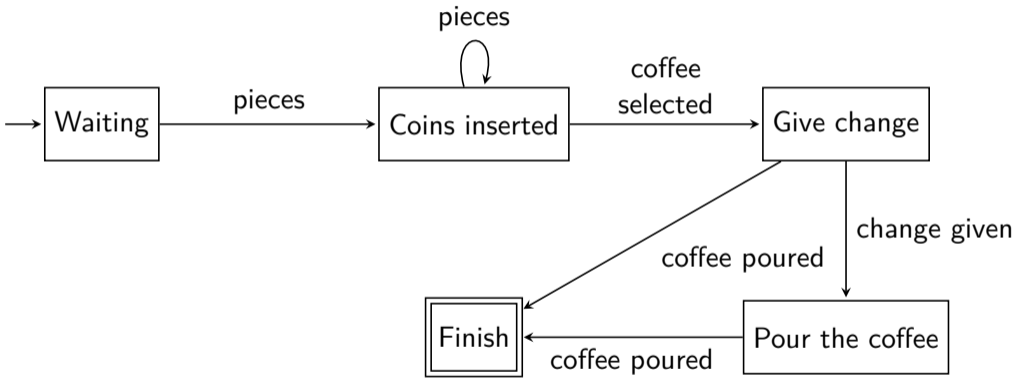 pieces
coffee
selected
pieces
Waiting
Coins inserted
Give change
change given
coffee poured
Finish
Pour the coffee
coffee poured